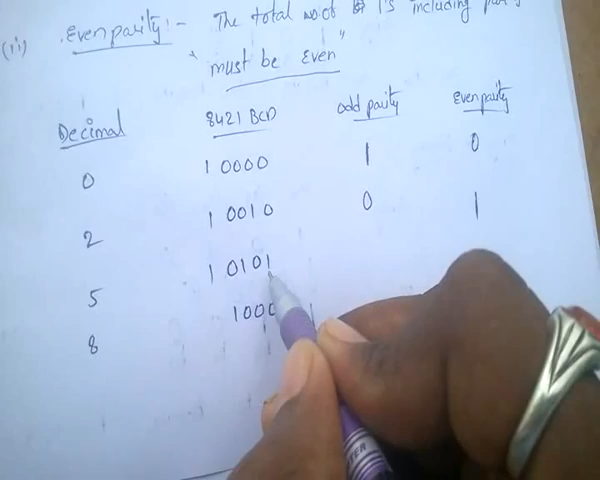 (ii) Even parity:- The total no of 1's including pari
"must be Even"
Decimal 8421 BCD odd parity Even parity
0 1 0000 1 0
2 1 0010 0 1
5 1 0101
8 1000